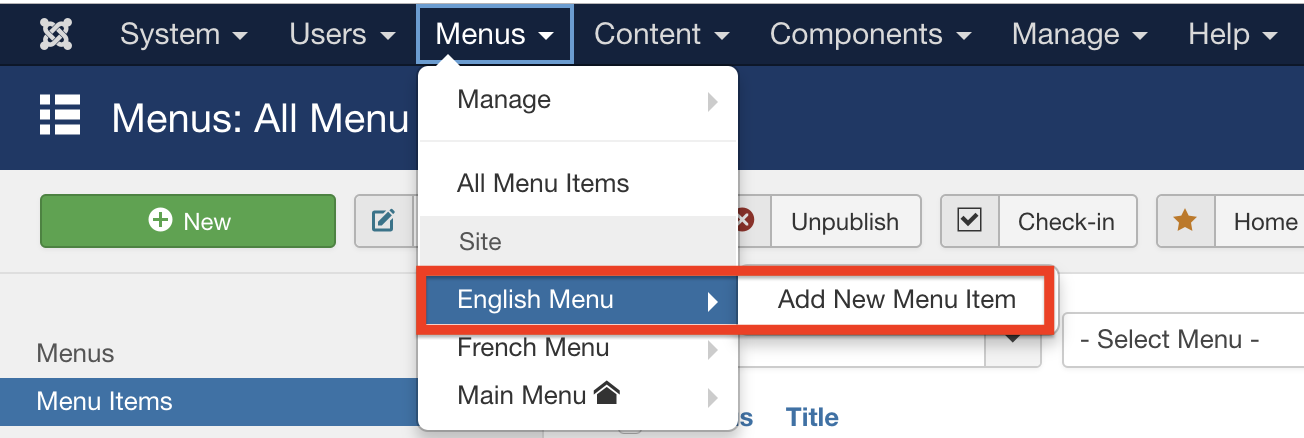 System Users Menus Content Components Manage Help
Menus: All Menu
Manage
All Menu Items
New Unpublish Check-in Home
Site
English Menu Add New Menu Item
- Select Menu -
Menus
French Menu
Menu Items
Main Menu
Title